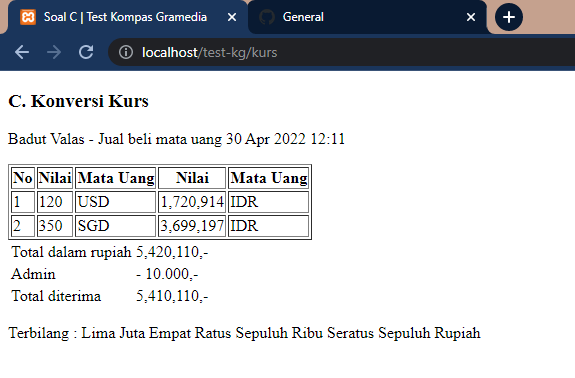 Soal C | Test Kompas Gramedia
General
localhost/test-kg/kurs
C. Konversi Kurs
Badut Valas - Jual beli mata uang 30 Apr 2022 12:11
No Nilai Mata Uang Nilai Mata Uang
1 120 USD 1,720,914 IDR
2 350 SGD 3,699,197 IDR
Total dalam rupiah 5,420,110,-
Admin - 10.000,-
Total diterima 5,410,110,-
Terbilang : Lima Juta Empat Ratus Sepuluh Ribu Seratus Sepuluh Rupiah